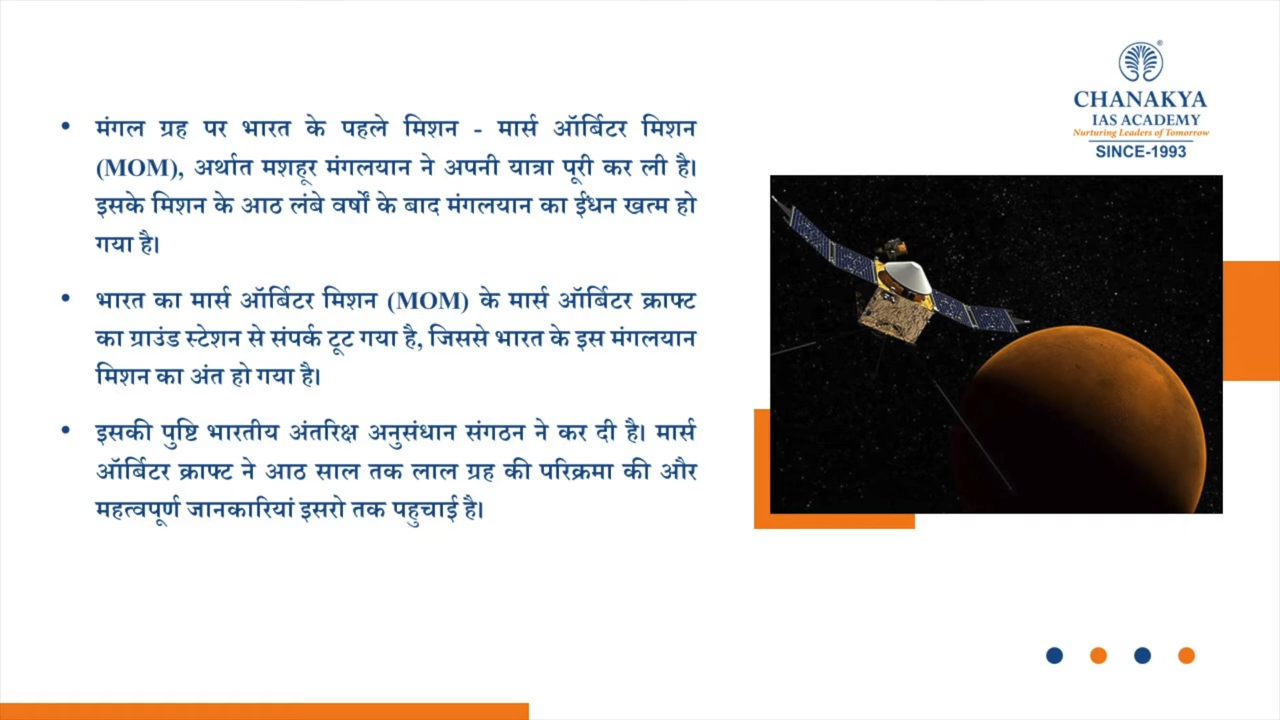 • मंगल ग्रह पर भारत के पहले मिशन - मार्स ऑर्बिटर मिशन
(MOM), अर्थात मशहूर मंगलयान ने अपनी यात्रा पूरी कर ली है।
इसके मिशन के आठ लंबे वर्षों के बाद मंगलयान का ईंधन खत्म हो
गया है।
• भारत का मार्स ऑर्बिटर मिशन (MOM) के मार्स ऑर्बिटर क्राफ्ट
का ग्राउंड स्टेशन से संपर्क टूट गया है, जिससे भारत के इस मंगलयान
मिशन का अंत हो गया है।
• इसकी पुष्टि भारतीय अंतरिक्ष अनुसंधान संगठन ने कर दी है। मार्स
ऑर्बिटर क्राफ्ट ने आठ साल तक लाल ग्रह की परिक्रमा की और
महत्वपूर्ण जानकारियां इसरो तक पहुचाई है।
®
CHANAKYA
IAS ACADEMY
Nurturing Leaders of Tomorrow
SINCE-1993